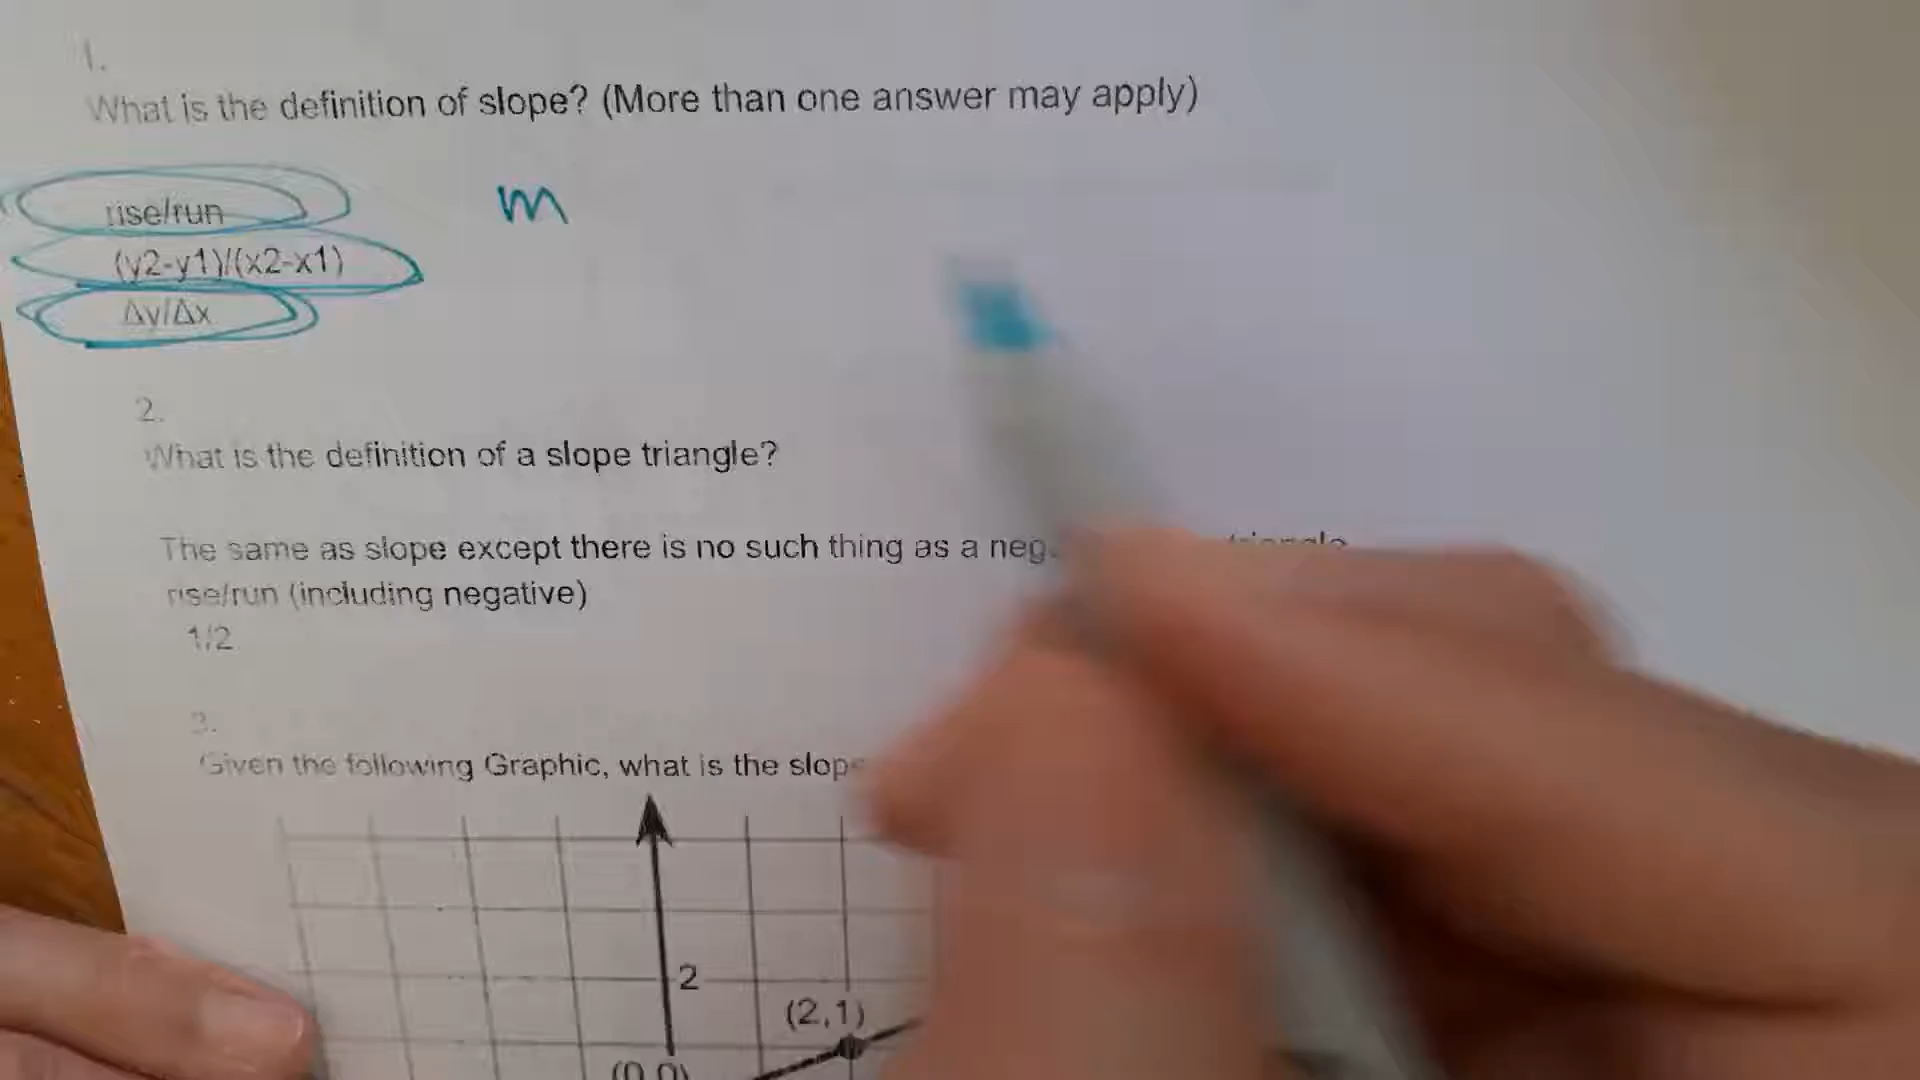 1.
What is the definition of slope? (More than one answer may apply)
rise/run
m
(y2-y1)/(x2-x1)
Δy/Δx
2.
What is the definition of a slope triangle?
The same as slope except there is no such thing as a neg triangle
rise/run (including negative)
1/2
3.
Given the following Graphic, what is the slope
2
(2,1)
(0,0)